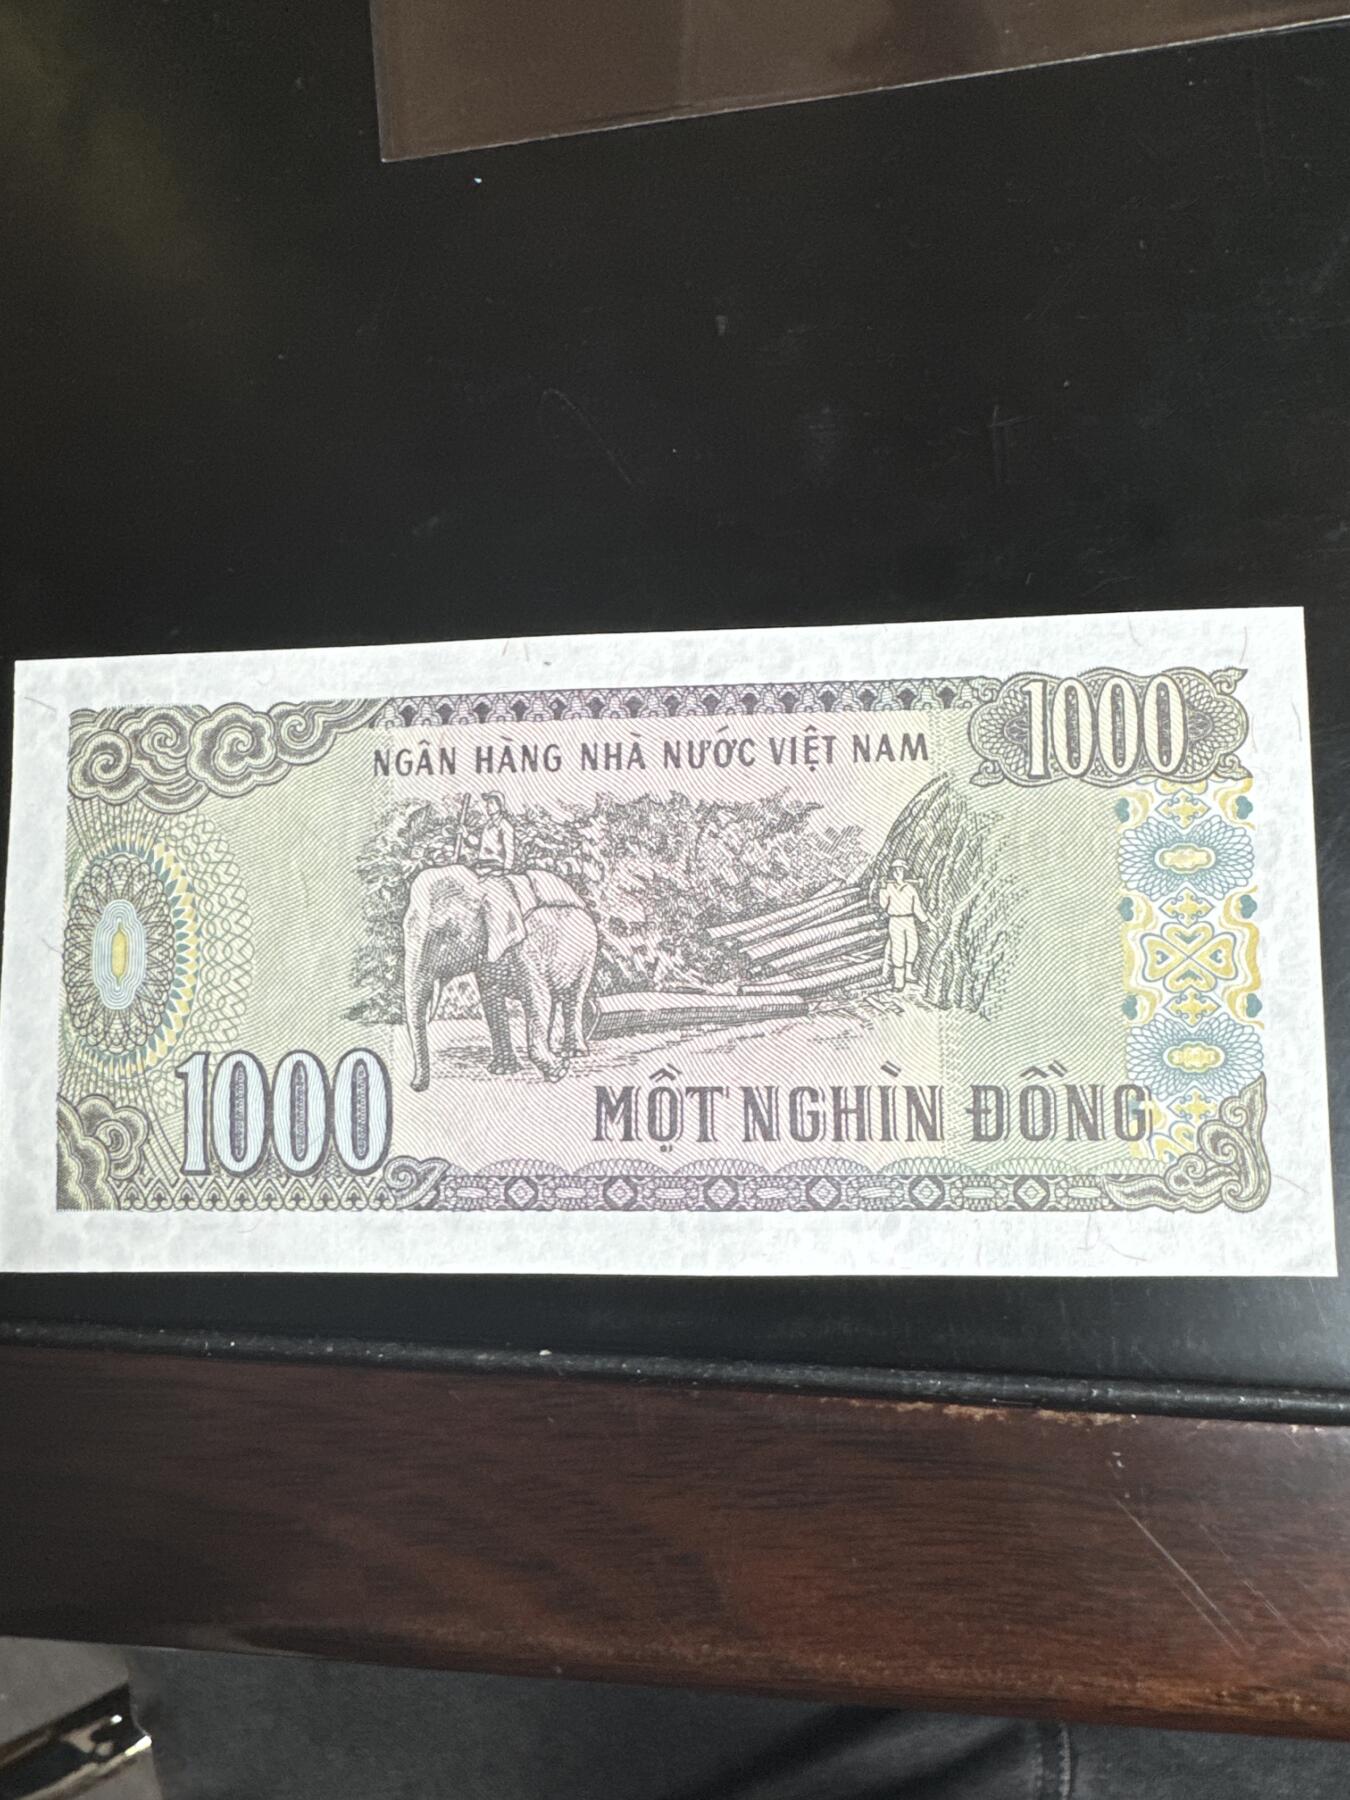 NGÂN HÀNG NHÀ NƯỚC VIỆT NAM
1000
1000
MỘT NGHÌN ĐỒNG